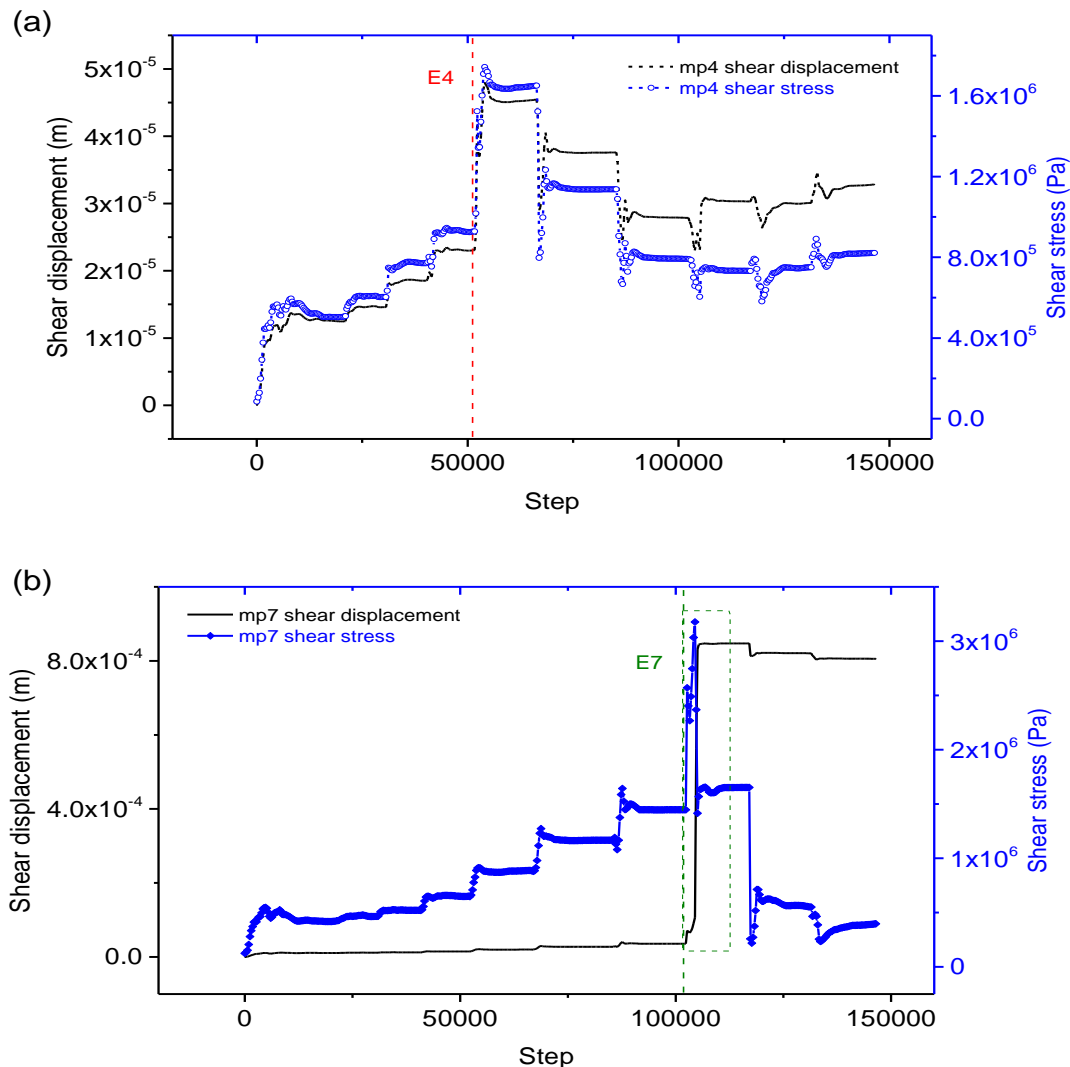 (a)
5x10⁻⁵
4x10⁻⁵
3x10⁻⁵
2x10⁻⁵
1x10⁻⁵
0
Shear displacement (m)
E4
mp4 shear displacement
mp4 shear stress
1.6x10⁶
1.2x10⁶
8.0x10⁵
4.0x10⁵
0.0
Shear stress (Pa)
0 50000 100000 150000
Step
(b)
8.0x10⁻⁴
4.0x10⁻⁴
0.0
Shear displacement (m)
mp7 shear displacement
mp7 shear stress
E7
3x10⁶
2x10⁶
1x10⁶
0
Shear stress (Pa)
0 50000 100000 150000
Step